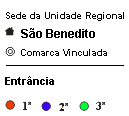 Sede da Unidade Regional
São Benedito
Comarca Vinculada
Entrância
1ª 2ª 3ª